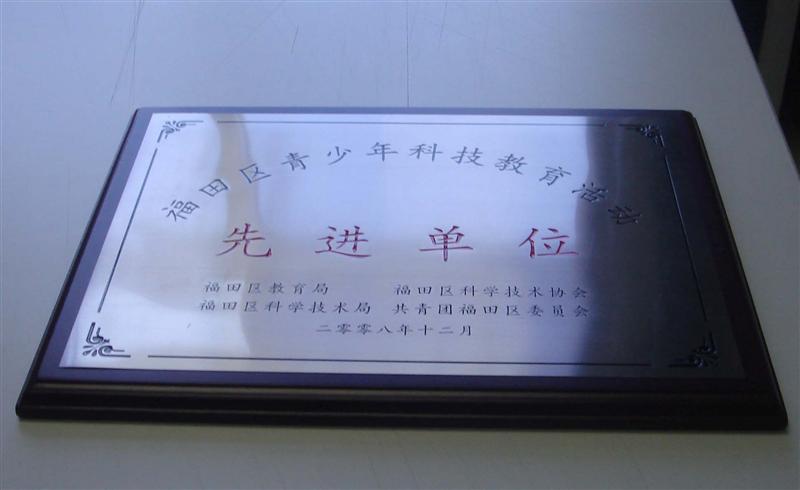 福田区青少年科技教育活动
先进单位
福田区教育局 福田区科学技术协会
福田区科学技术局 共青团福田区委员会
二零零八年十二月